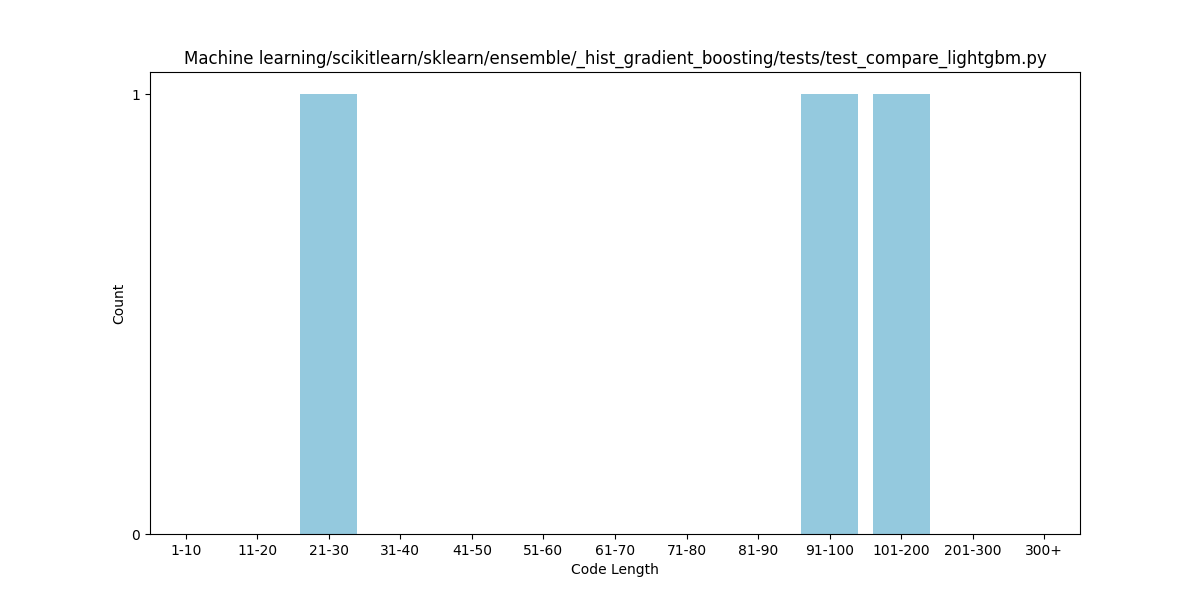 Machine learning/scikitlearn/sklearn/ensemble/_hist_gradient_boosting/tests/test_compare_lightgbm.py
1
Count
0
1-10 11-20 21-30 31-40 41-50 51-60 61-70 71-80 81-90 91-100 101-200 201-300 300+
Code Length